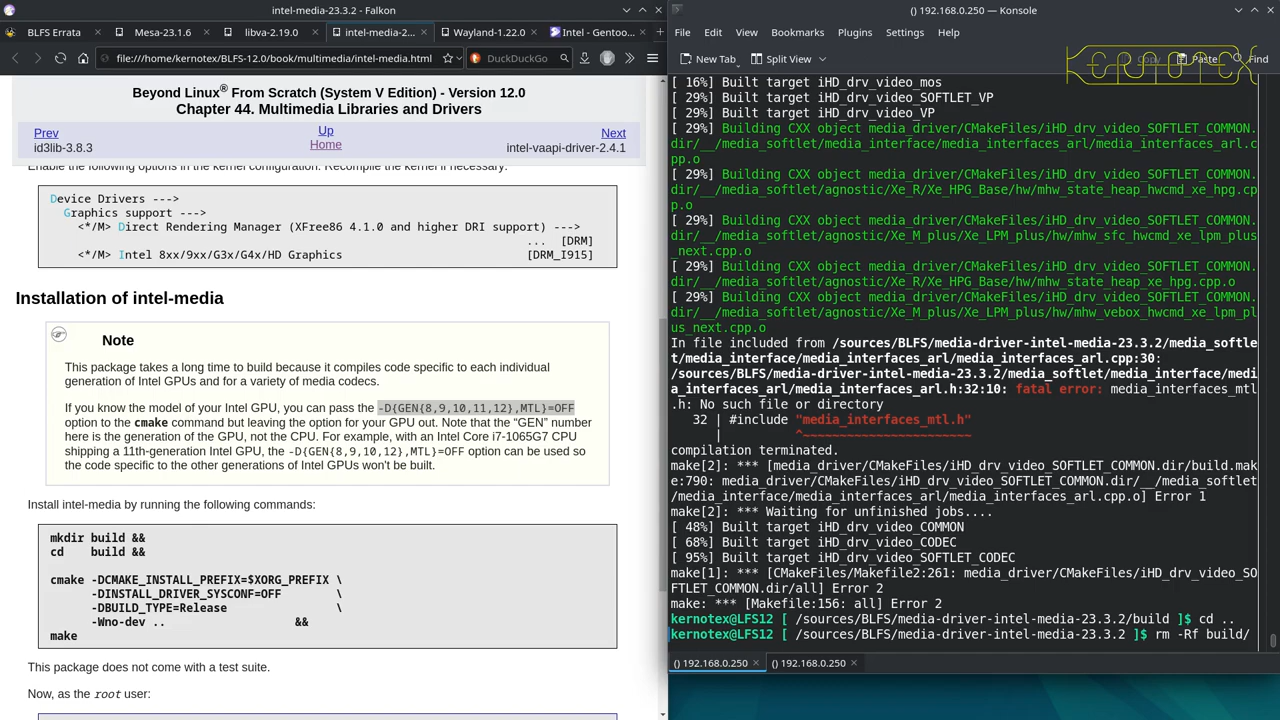 intel-media-23.3.2 - Falkon
BLFS Errata
Mesa-23.1.6
libva-2.19.0
intel-media-2...
Wayland-1.22.0
Intel - Gentoo...
file:///home/kernotex/BLFS-12.0/book/multimedia/intel-media.html
DuckDuckGo
Beyond Linux® From Scratch (System V Edition) - Version 12.0
Chapter 44. Multimedia Libraries and Drivers
Prev
Up
Next
id3lib-3.8.3
Home
intel-vaapi-driver-2.4.1
Enable the following options in the kernel configuration. Recompile the kernel if necessary:
Device Drivers --->
Graphics support --->
<*/M> Direct Rendering Manager (XFree86 4.1.0 and higher DRI support) --->
... [DRM]
<*/M> Intel 8xx/9xx/G3x/G4x/HD Graphics [DRM_I915]
Installation of intel-media
Note
This package takes a long time to build because it compiles code specific to each individual
generation of Intel GPUs and for a variety of media codecs.
If you know the model of your Intel GPU, you can pass the -D{GEN{8,9,10,11,12},MTL}=OFF
option to the cmake command but leaving the option for your GPU out. Note that the “GEN” number
here is the generation of the GPU, not the CPU. For example, with an Intel Core i7-1065G7 CPU
shipping a 11th-generation Intel GPU, the -D{GEN{8,9,10,12},MTL}=OFF option can be used so
the code specific to the other generations of Intel GPUs won't be built.
Install intel-media by running the following commands:
mkdir build &&
cd build &&
cmake -DCMAKE_INSTALL_PREFIX=$XORG_PREFIX \
-DINSTALL_DRIVER_SYSCONF=OFF \
-DBUILD_TYPE=Release \
-Wno-dev .. &&
make
This package does not come with a test suite.
Now, as the root user:
() 192.168.0.250 — Konsole
File Edit View Bookmarks Plugins Settings Help
New Tab
Split View
Copy
Paste
Find
KERNOTEX
[ 16%] Built target iHD_drv_video_mos
[ 29%] Built target iHD_drv_video_SOFTLET_VP
[ 29%] Built target iHD_drv_video_VP
[ 29%] Building CXX object media_driver/CMakeFiles/iHD_drv_video_SOFTLET_COMMON.
dir/__/media_softlet/media_interface/media_interfaces_arl/media_interfaces_arl.c
pp.o
[ 29%] Building CXX object media_driver/CMakeFiles/iHD_drv_video_SOFTLET_COMMON.
dir/__/media_softlet/agnostic/Xe_R/Xe_HPG_Base/hw/mhw_state_heap_hwcmd_xe_hpg.cp
p.o
[ 29%] Building CXX object media_driver/CMakeFiles/iHD_drv_video_SOFTLET_COMMON.
dir/__/media_softlet/agnostic/Xe_M_plus/Xe_LPM_plus/hw/mhw_sfc_hwcmd_xe_lpm_plus
_next.cpp.o
[ 29%] Building CXX object media_driver/CMakeFiles/iHD_drv_video_SOFTLET_COMMON.
dir/__/media_softlet/agnostic/Xe_R/Xe_HPG_Base/hw/mhw_state_heap_xe_hpg.cpp.o
[ 29%] Building CXX object media_driver/CMakeFiles/iHD_drv_video_SOFTLET_COMMON.
dir/__/media_softlet/agnostic/Xe_M_plus/Xe_LPM_plus/hw/mhw_vebox_hwcmd_xe_lpm_pl
us_next.cpp.o
In file included from /sources/BLFS/media-driver-intel-media-23.3.2/media_softle
t/media_interface/media_interfaces_arl/media_interfaces_arl.cpp:30:
/sources/BLFS/media-driver-intel-media-23.3.2/media_softlet/media_interface/medi
a_interfaces_arl/media_interfaces_arl.h:32:10: fatal error: media_interfaces_mtl
.h: No such file or directory
32 | #include "media_interfaces_mtl.h"
| ^~~~~~~~~~~~~~~~~~~~~~~~
compilation terminated.
make[2]: *** [media_driver/CMakeFiles/iHD_drv_video_SOFTLET_COMMON.dir/build.mak
e:790: media_driver/CMakeFiles/iHD_drv_video_SOFTLET_COMMON.dir/__/media_softlet
/media_interface/media_interfaces_arl/media_interfaces_arl.cpp.o] Error 1
make[2]: *** Waiting for unfinished jobs....
[ 48%] Built target iHD_drv_video_COMMON
[ 68%] Built target iHD_drv_video_CODEC
[ 95%] Built target iHD_drv_video_SOFTLET_CODEC
make[1]: *** [CMakeFiles/Makefile2:261: media_driver/CMakeFiles/iHD_drv_video_SO
FTLET_COMMON.dir/all] Error 2
make: *** [Makefile:156: all] Error 2
kernotex@LFS12 [ /sources/BLFS/media-driver-intel-media-23.3.2/build ]$ cd ..
kernotex@LFS12 [ /sources/BLFS/media-driver-intel-media-23.3.2 ]$ rm -Rf build/
() 192.168.0.250
() 192.168.0.250